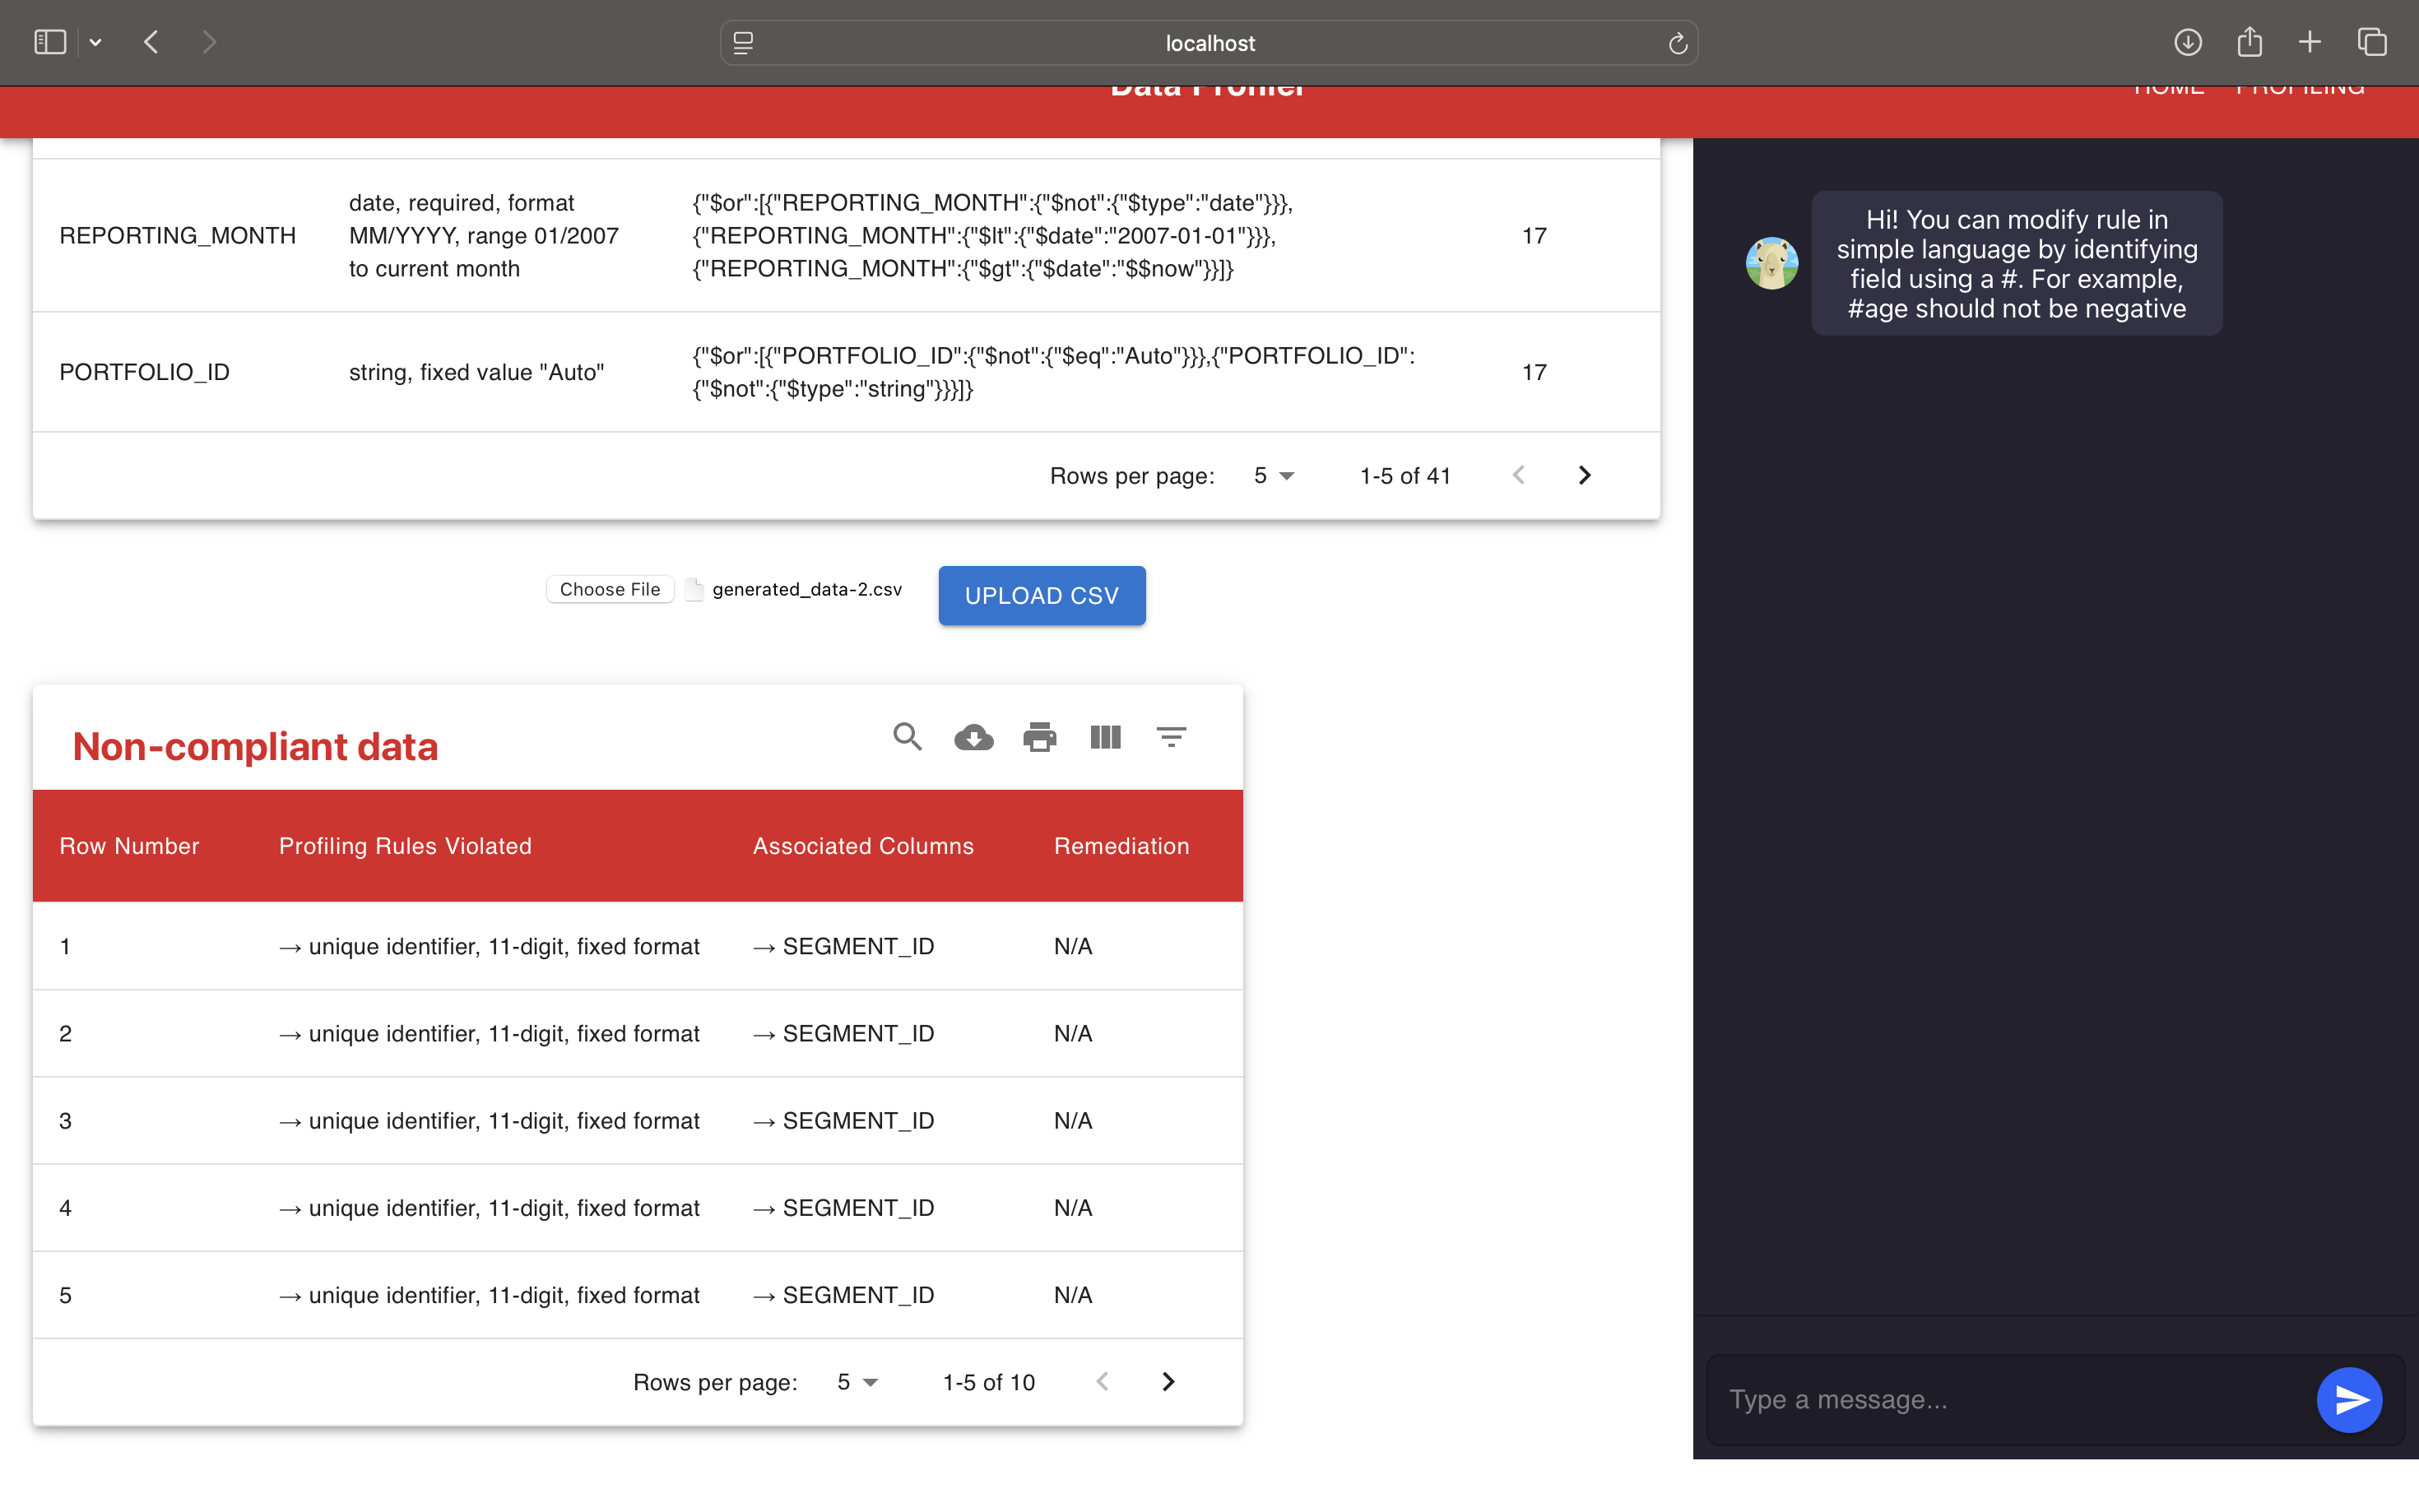 localhost
Data Profiler
HOME PROFILING
REPORTING_MONTH
date, required, format
MM/YYYY, range 01/2007
to current month
{"$or":[{"REPORTING_MONTH":{"$not":{"$type":"date"}}},
{"REPORTING_MONTH":{"$lt":{"$date":"2007-01-01"}}},
{"REPORTING_MONTH":{"$gt":{"$date":"$$now"}}]}
17
PORTFOLIO_ID
string, fixed value "Auto"
{"$or":[{"PORTFOLIO_ID":{"$not":{"$eq":"Auto"}}},{"PORTFOLIO_ID":
{"$not":{"$type":"string"}}}]}
17
Rows per page: 5 1-5 of 41
Choose File generated_data-2.csv UPLOAD CSV
Non-compliant data
Row Number Profiling Rules Violated Associated Columns Remediation
1 → unique identifier, 11-digit, fixed format → SEGMENT_ID N/A
2 → unique identifier, 11-digit, fixed format → SEGMENT_ID N/A
3 → unique identifier, 11-digit, fixed format → SEGMENT_ID N/A
4 → unique identifier, 11-digit, fixed format → SEGMENT_ID N/A
5 → unique identifier, 11-digit, fixed format → SEGMENT_ID N/A
Rows per page: 5 1-5 of 10
Hi! You can modify rule in
simple language by identifying
field using a #. For example,
#age should not be negative
Type a message...